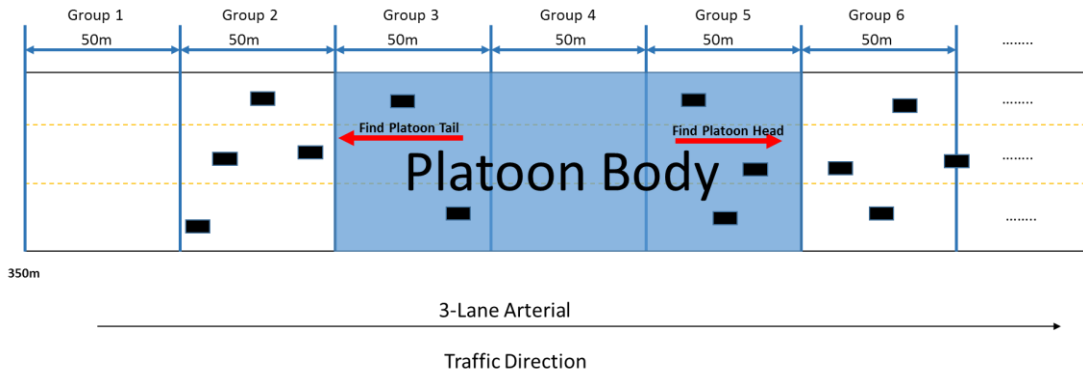 Group 1 Group 2 Group 3 Group 4 Group 5 Group 6
50m 50m 50m 50m 50m 50m ........
........
Find Platoon Tail Find Platoon Head
Platoon Body ........
........
350m
3-Lane Arterial
Traffic Direction